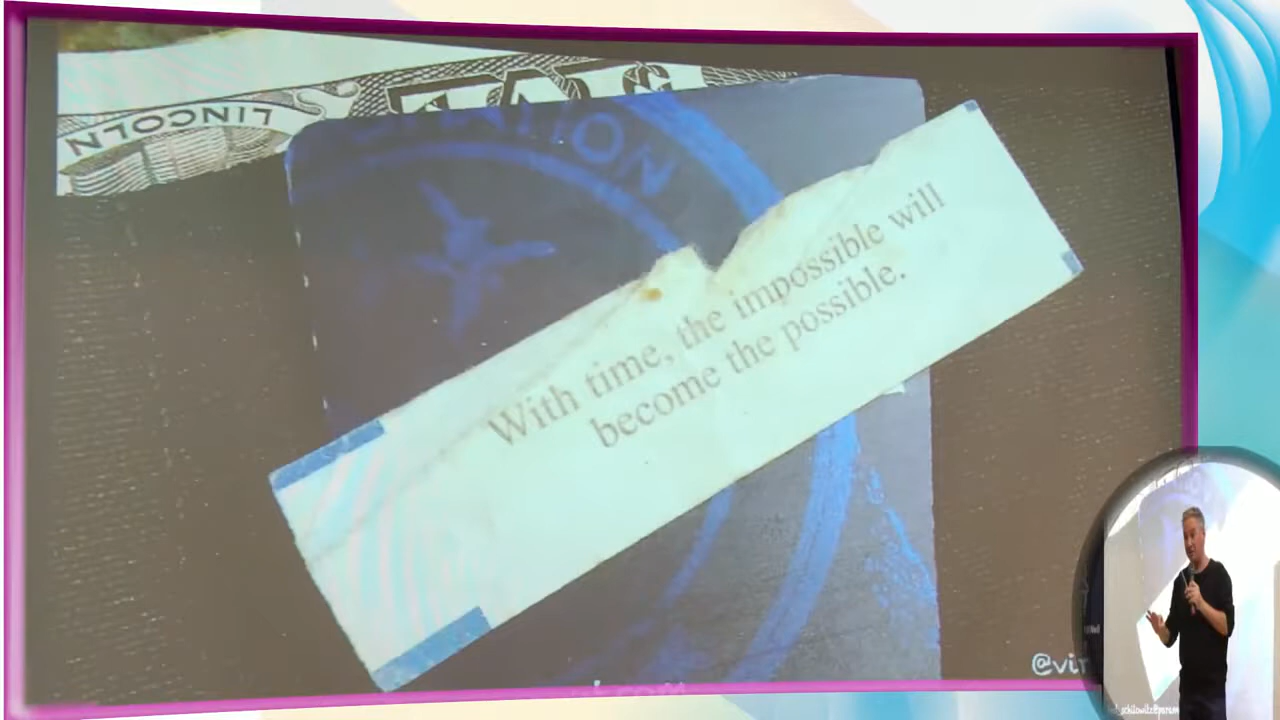 LINCOLN
With time, the impossible will
become the possible.
@vir